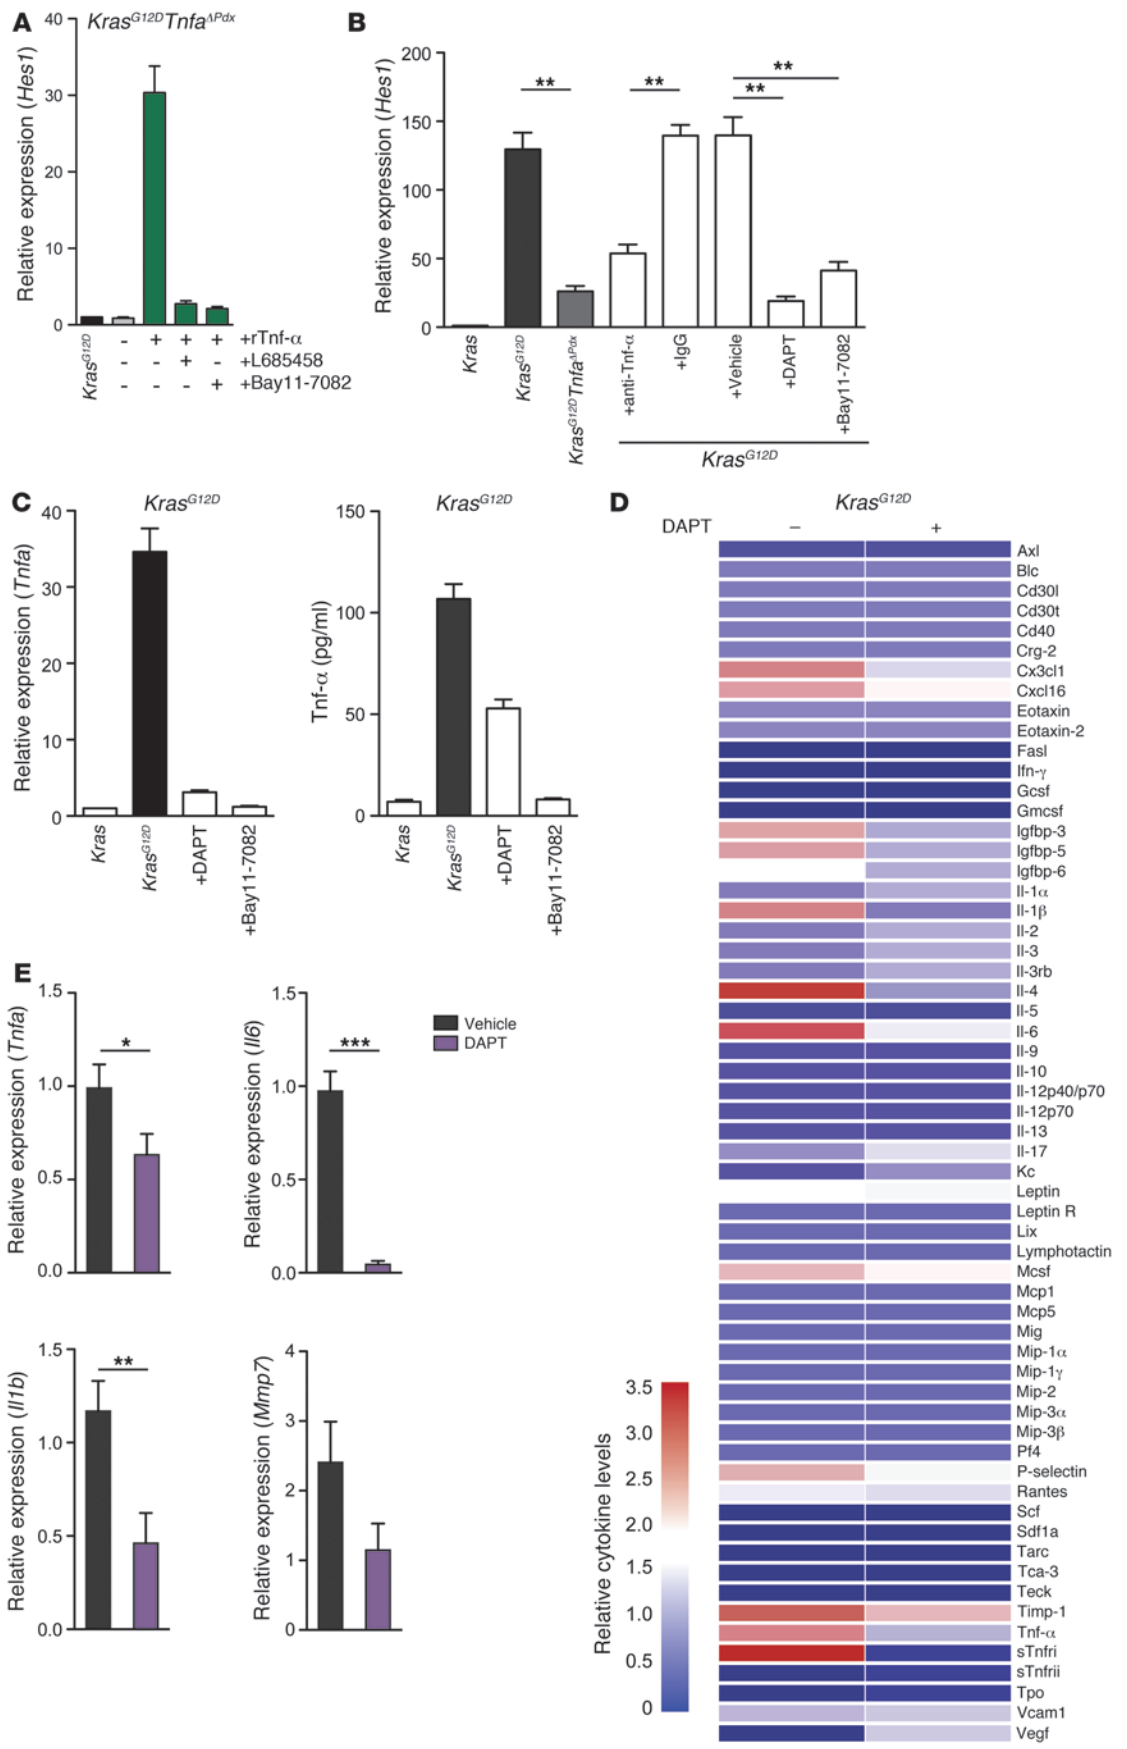 A
Kras^G12D Tnfa^ΔPdx
Relative expression (Hes1)
40
30
20
10
0
Kras^G12D
- + + + +rTnf-α
- - + - +L685458
- - - + +Bay11-7082
B
Relative expression (Hes1)
200
150
100
50
0
**
**
**
**
Kras
Kras^G12D
Kras^G12D Tnfa^ΔPdx
+anti-Tnf-α
+IgG
+Vehicle
+DAPT
+Bay11-7082
Kras^G12D
C
Kras^G12D
Relative expression (Tnfa)
40
30
20
10
0
Kras
Kras^G12D
+DAPT
+Bay11-7082
Kras^G12D
Tnf-α (pg/ml)
150
100
50
0
Kras
Kras^G12D
+DAPT
+Bay11-7082
D
Kras^G12D
DAPT − +
Axl
Blc
Cd30l
Cd30t
Cd40
Crg-2
Cx3cl1
Cxcl16
Eotaxin
Eotaxin-2
Fasl
Ifn-γ
Gcsf
Gmcsf
Igfbp-3
Igfbp-5
Igfbp-6
Il-1α
Il-1β
Il-2
Il-3
Il-3rb
Il-4
Il-5
Il-6
Il-9
Il-10
Il-12p40/p70
Il-12p70
Il-13
Il-17
Kc
Leptin
Leptin R
Lix
Lymphotactin
Mcsf
Mcp1
Mcp5
Mig
Mip-1α
Mip-1γ
Mip-2
Mip-3α
Mip-3β
Pf4
P-selectin
Rantes
Scf
Sdf1a
Tarc
Tca-3
Teck
Timp-1
Tnf-α
sTnfri
sTnfrii
Tpo
Vcam1
Vegf
Relative cytokine levels
3.5
3.0
2.5
2.0
1.5
1.0
0.5
0
E
Relative expression (Tnfa)
1.5
1.0
0.5
0.0
*
Relative expression (Il6)
1.5
1.0
0.5
0.0
***
Vehicle
DAPT
Relative expression (Il1b)
1.5
1.0
0.5
0.0
**
Relative expression (Mmp7)
4
3
2
1
0